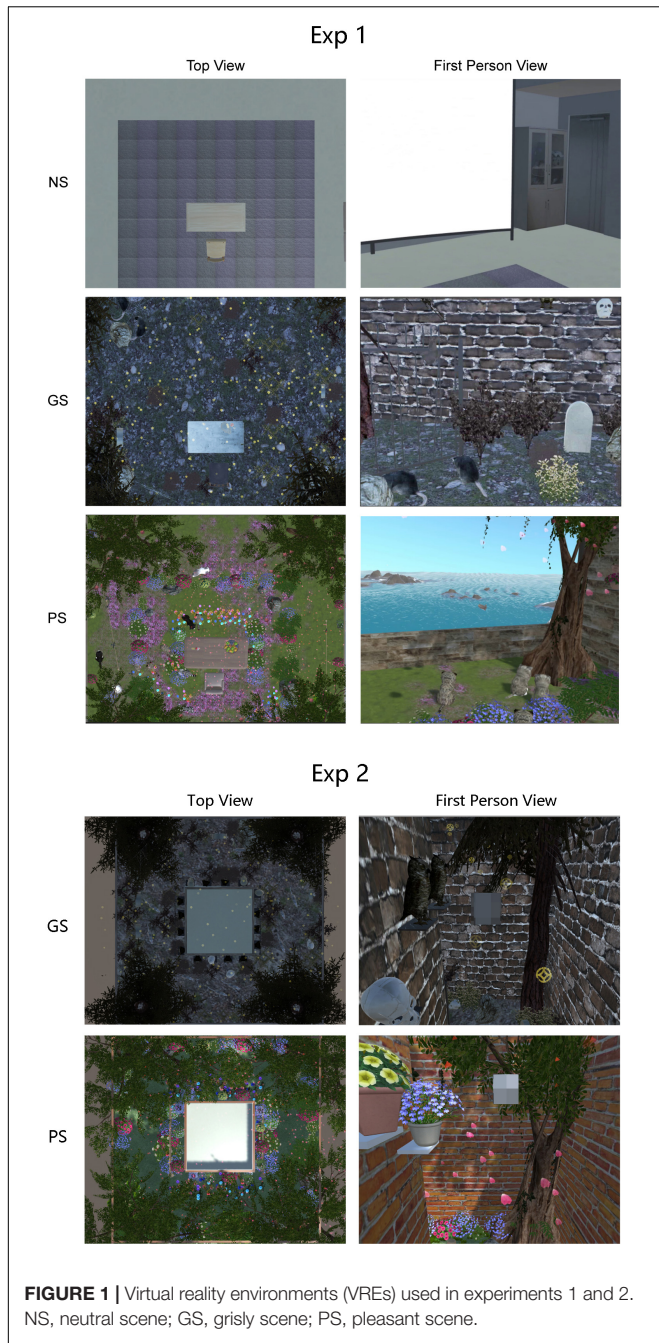 Exp 1
Top View First Person View
NS
GS
PS
Exp 2
Top View First Person View
GS
PS
FIGURE 1 | Virtual reality environments (VREs) used in experiments 1 and 2.
NS, neutral scene; GS, grisly scene; PS, pleasant scene.